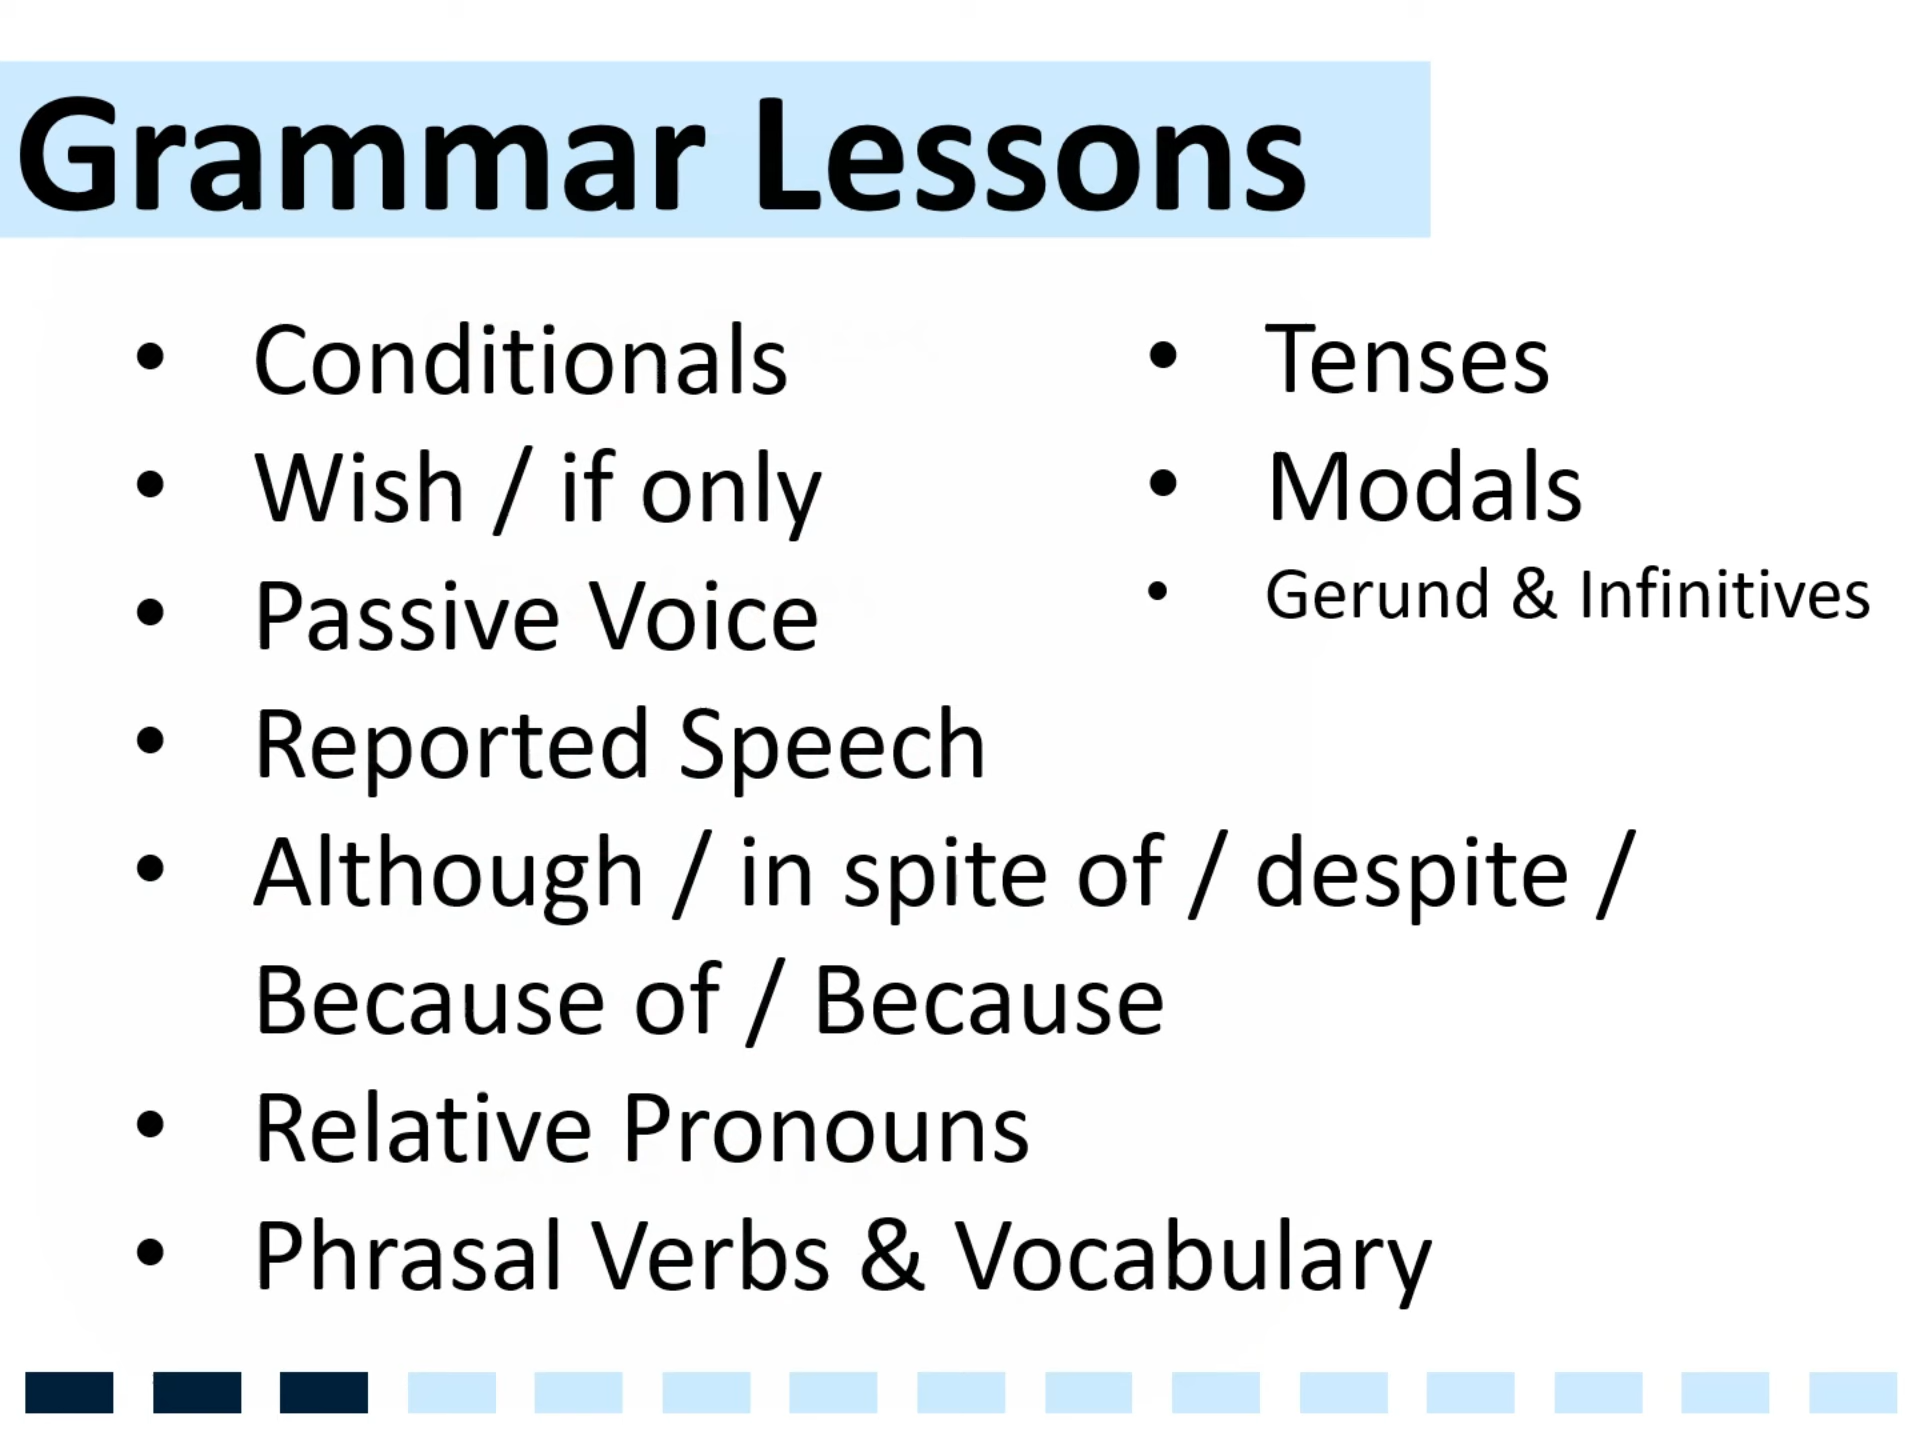 Grammar Lessons
• Conditionals
• Wish / if only
• Passive Voice
• Reported Speech
• Although / in spite of / despite /
Because of / Because
• Relative Pronouns
• Phrasal Verbs & Vocabulary
• Tenses
• Modals
• Gerund & Infinitives